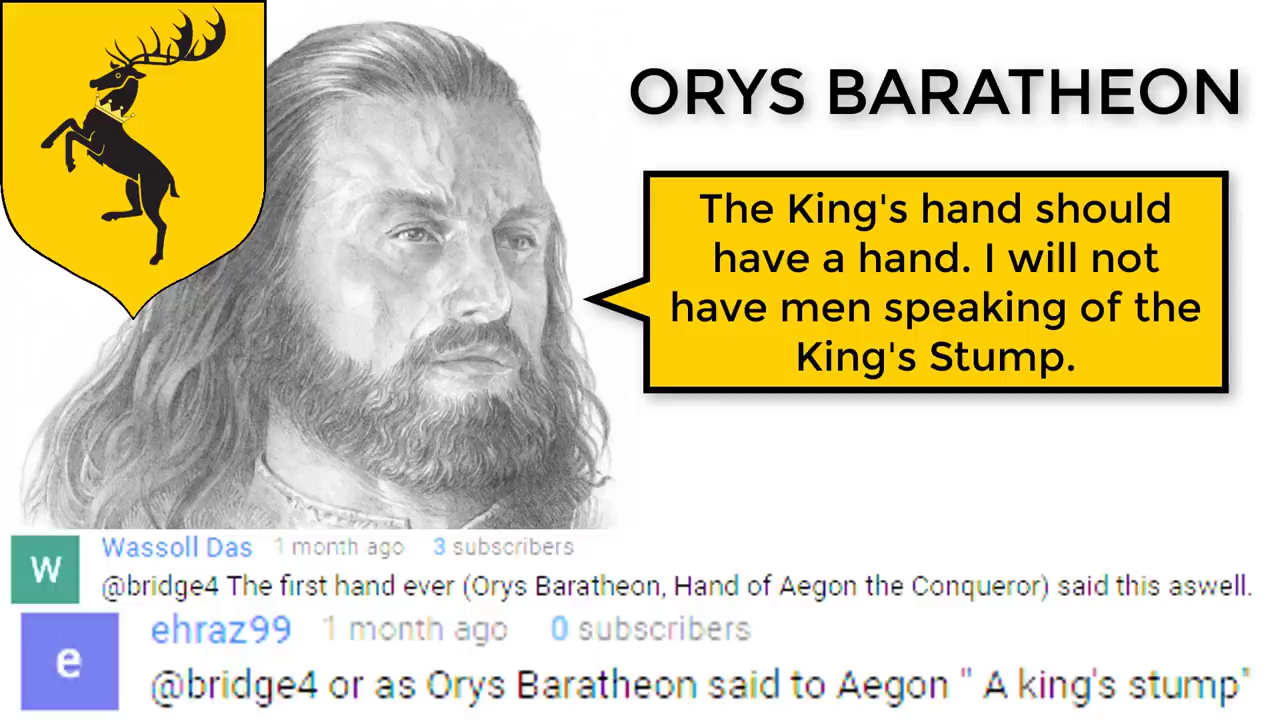 ORYS BARATHEON
The King's hand should
have a hand. I will not
have men speaking of the
King's Stump.
W
Wassoll Das 1 month ago 3 subscribers
@bridge4 The first hand ever (Orys Baratheon, Hand of Aegon the Conqueror) said this aswell.
e
ehraz99 1 month ago 0 subscribers
@bridge4 or as Orys Baratheon said to Aegon " A king's stump"